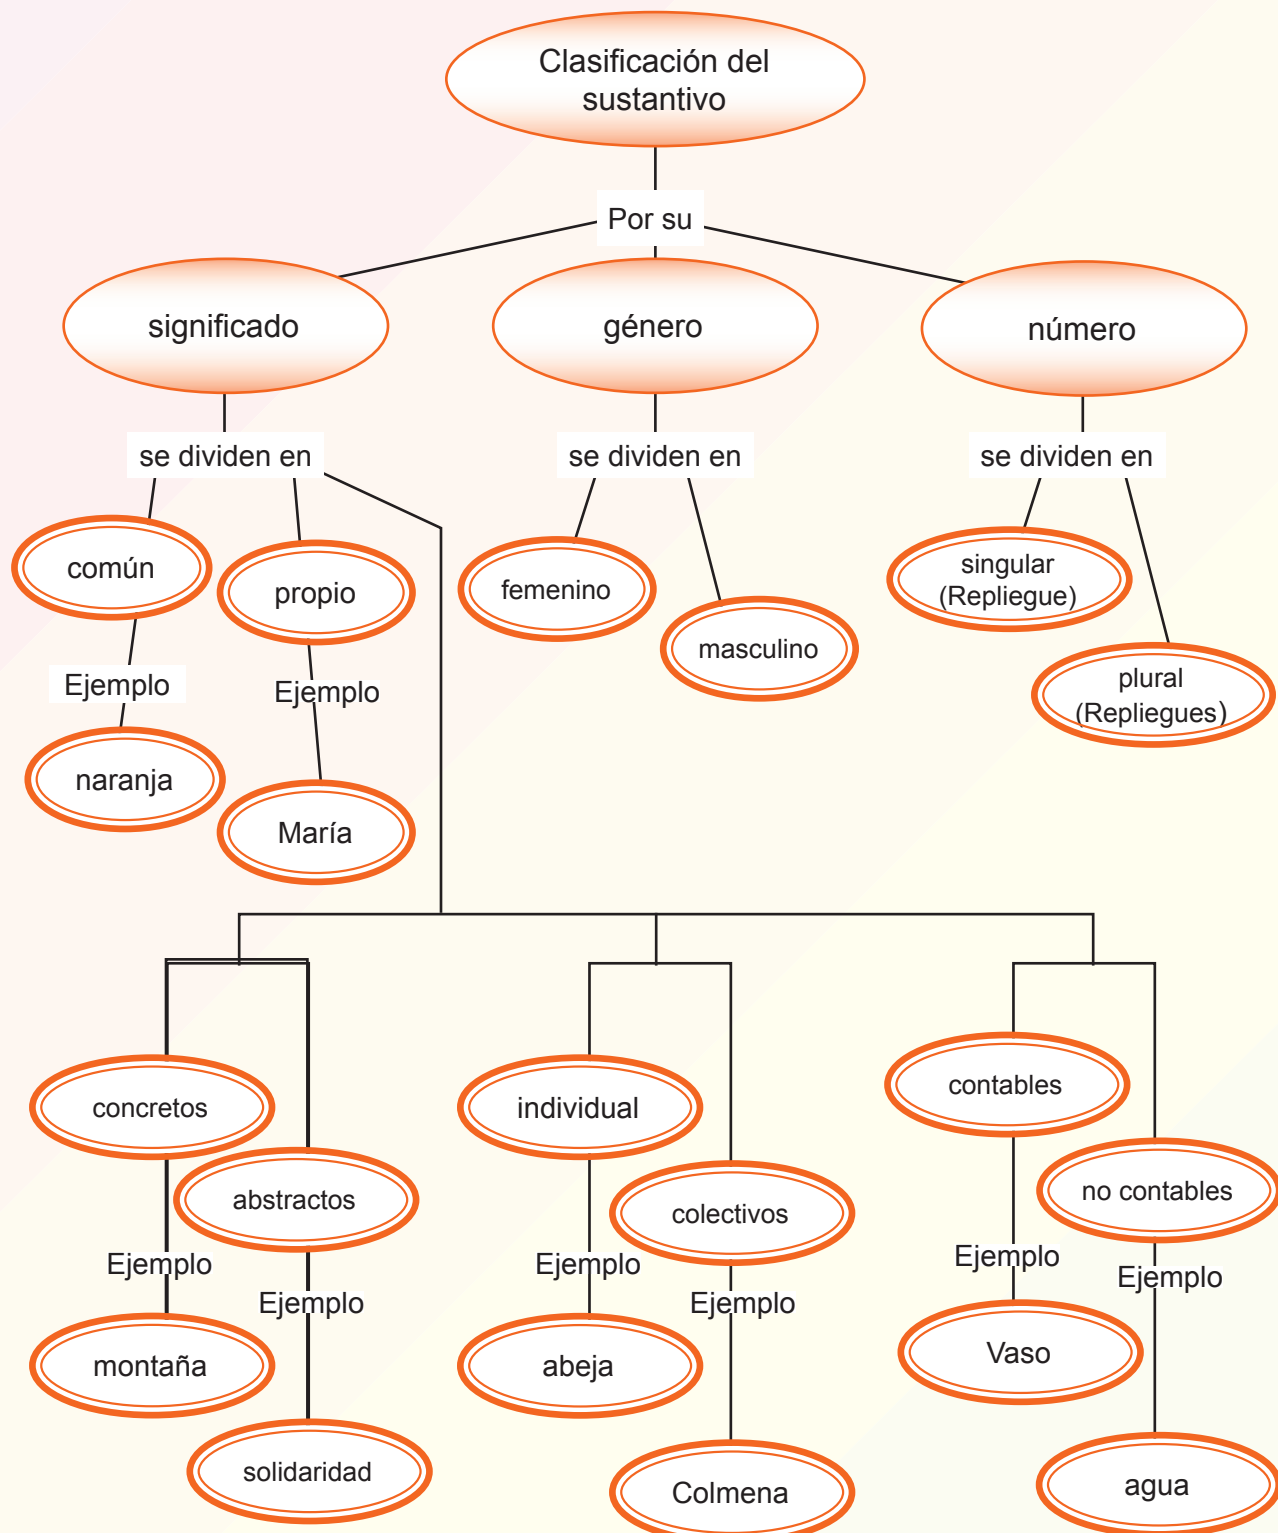 Clasificación del
sustantivo
Por su
significado
género
número
se dividen en
se dividen en
se dividen en
común
propio
femenino
masculino
singular
(Repliegue)
plural
(Repliegues)
Ejemplo
Ejemplo
naranja
María
concretos
abstractos
individual
colectivos
contables
no contables
Ejemplo
Ejemplo
Ejemplo
Ejemplo
Ejemplo
Ejemplo
montaña
solidaridad
abeja
Colmena
Vaso
agua